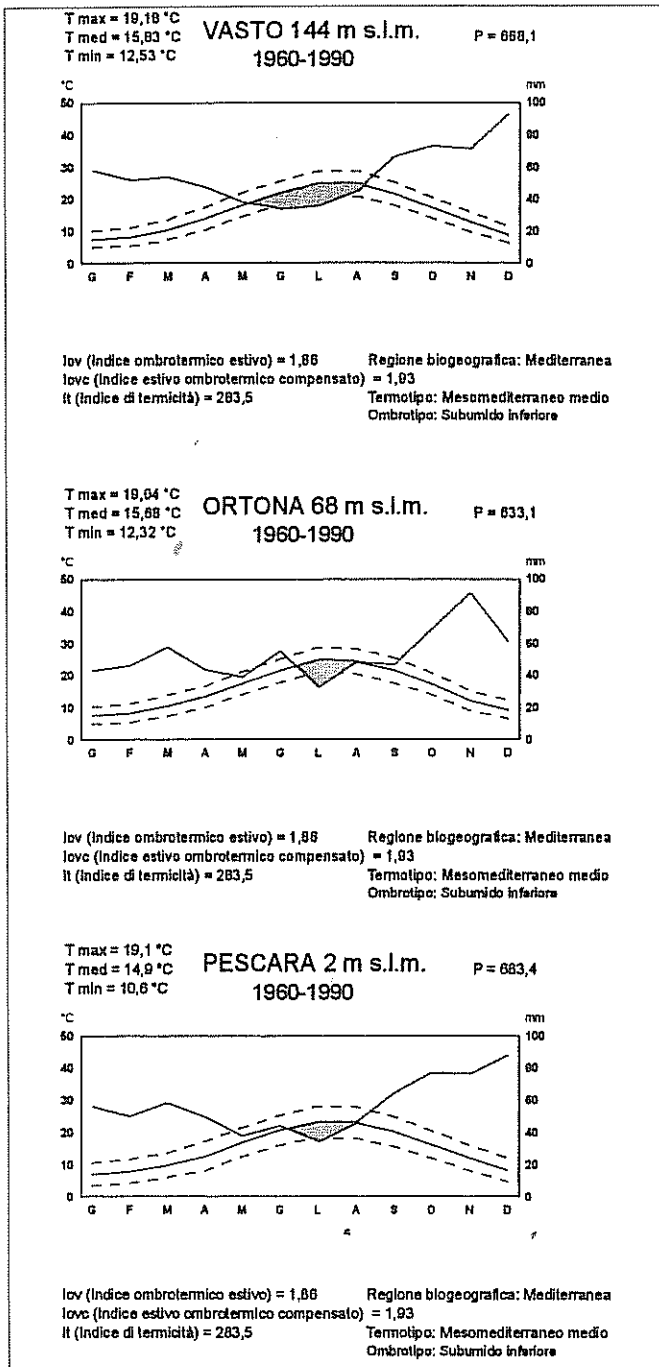 T max = 19,18 °C
T med = 15,83 °C
T min = 12,53 °C
VASTO 144 m s.l.m.
1960-1990
P = 668,1
°C
mm
50 100
40 80
30 60
20 40
10 20
0 0
G F M A M G L A S O N D
Iov (Indice ombrotermico estivo) = 1,86 Regione biogeografica: Mediterranea
Iovc (Indice estivo ombrotermico compensato) = 1,93
It (Indice di termicità) = 283,5 Termotipo: Mesomediterraneo medio
Ombrotipo: Subumido inferiore
T max = 19,04 °C
T med = 15,68 °C
T min = 12,32 °C
ORTONA 68 m s.l.m.
1960-1990
P = 633,1
°C
mm
50 100
40 80
30 60
20 40
10 20
0 0
G F M A M G L A S O N D
Iov (Indice ombrotermico estivo) = 1,86 Regione biogeografica: Mediterranea
Iovc (Indice estivo ombrotermico compensato) = 1,93
It (Indice di termicità) = 283,5 Termotipo: Mesomediterraneo medio
Ombrotipo: Subumido inferiore
T max = 19,1 °C
T med = 14,9 °C
T min = 10,6 °C
PESCARA 2 m s.l.m.
1960-1990
P = 683,4
°C
mm
50 100
40 80
30 60
20 40
10 20
0 0
G F M A M G L A S O N D
Iov (Indice ombrotermico estivo) = 1,86 Regione biogeografica: Mediterranea
Iovc (Indice estivo ombrotermico compensato) = 1,93
It (Indice di termicità) = 283,5 Termotipo: Mesomediterraneo medio
Ombrotipo: Subumido inferiore